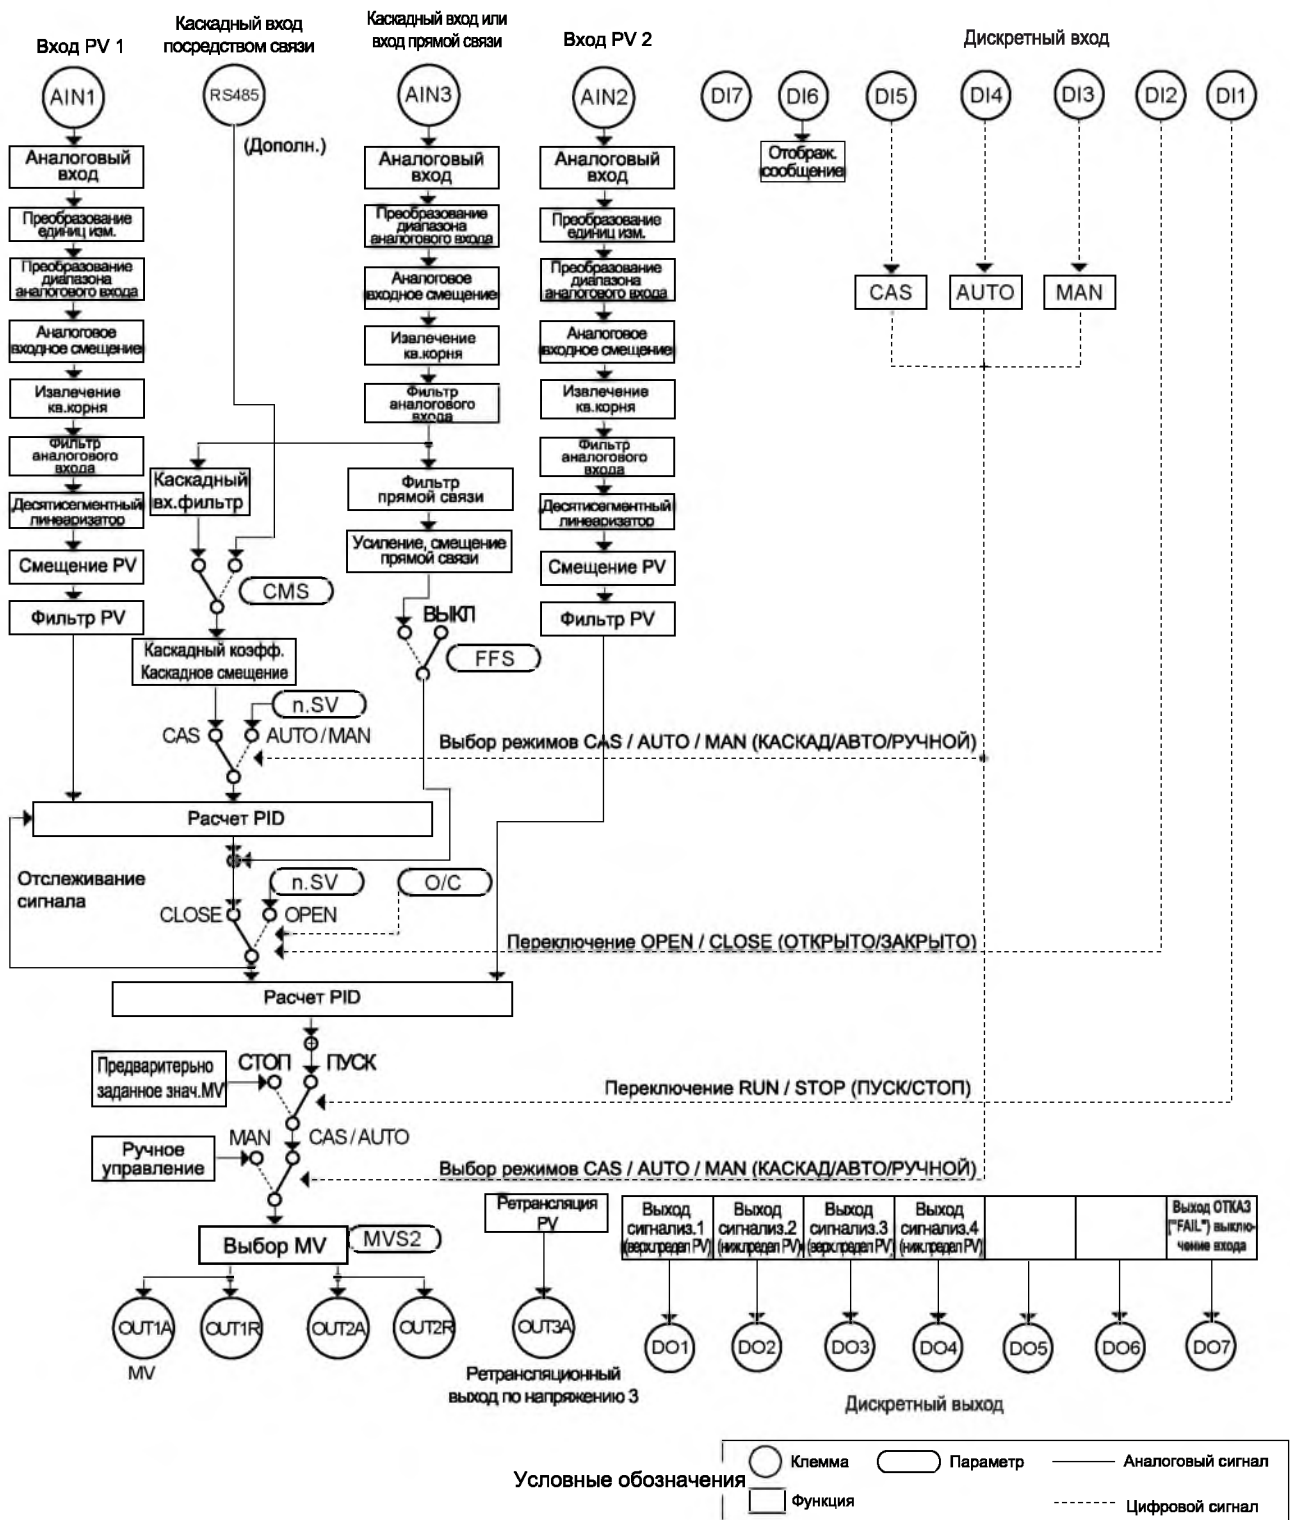 Вход PV 1
Каскадный вход
посредством связи
Каскадный вход или
вход прямой связи
Вход PV 2
Дискретный вход
AIN1
RS485
AIN3
AIN2
DI7
DI6
DI5
DI4
DI3
DI2
DI1
(Дополн.)
Аналоговый
вход
Аналоговый
вход
Аналоговый
вход
Отображ.
сообщение
Преобразование
единиц изм.
Преобразование
диапазона
аналогового входа
Преобразование
единиц изм.
Преобразование
диапазона
аналогового входа
Аналоговое
входное смещение
Преобразование
диапазона
аналогового входа
CAS
AUTO
MAN
Аналоговое
входное смещение
Извлечение
кв.корня
Аналоговое
входное смещение
Извлечение
кв.корня
Фильтр
аналогового
входа
Извлечение
кв.корня
Фильтр
аналогового
входа
Каскадный
вх.фильтр
Фильтр
прямой связи
Фильтр
аналогового
входа
Десятисегментный
линеаризатор
Усиление, смещение
прямой связи
Десятисегментный
линеаризатор
Смещение PV
Смещение PV
CMS
Фильтр PV
ВЫКЛ
Фильтр PV
Каскадный коэфф.
Каскадное смещение
FFS
n.SV
CAS
AUTO / MAN
Выбор режимов CAS / AUTO / MAN (КАСКАД/АВТО/РУЧНОЙ)
Расчет PID
Отслеживание
сигнала
n.SV
O/C
CLOSE
OPEN
Переключение OPEN / CLOSE (ОТКРЫТО/ЗАКРЫТО)
Расчет PID
Предваритерьно
заданное знач.MV
СТОП
ПУСК
Переключение RUN / STOP (ПУСК/СТОП)
Ручное
управление
MAN
CAS / AUTO
Выбор режимов CAS / AUTO / MAN (КАСКАД/АВТО/РУЧНОЙ)
Выбор MV
MVS2
Ретрансляция
PV
Выход
сигнализ.1
(верх.предел PV)
Выход
сигнализ.2
(ниж.предел PV)
Выход
сигнализ.3
(верх.предел PV)
Выход
сигнализ.4
(ниж.предел PV)
Выход ОТКАЗ
("FAIL") выклю-
чение входа
OUT1A
OUT1R
OUT2A
OUT2R
OUT3A
DO1
DO2
DO3
DO4
DO5
DO6
DO7
MV
Ретрансляционный
выход по напряжению 3
Дискретный выход
Условные обозначения
Клемма
Параметр
Аналоговый сигнал
Функция
Цифровой сигнал